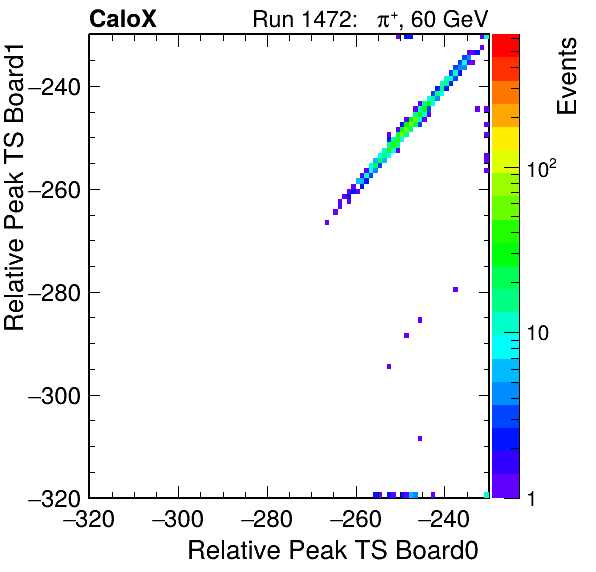 CaloX Run 1472: π⁺, 60 GeV
Events
Relative Peak TS Board1
−240
−260
−280
−300
−320
10²
10
1
−320 −300 −280 −260 −240
Relative Peak TS Board0